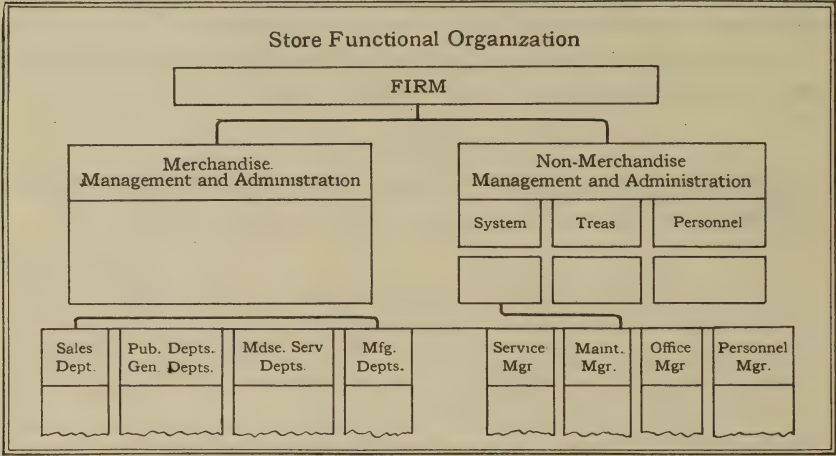 Store Functional Organization
FIRM
Merchandise.
Management and Administration
Non-Merchandise
Management and Administration
System
Treas
Personnel
Sales
Dept.
Pub. Depts.
Gen. Depts.
Mdse. Serv
Depts.
Mfg.
Depts.
Service
Mgr
Maint.
Mgr.
Office
Mgr
Personnel
Mgr.